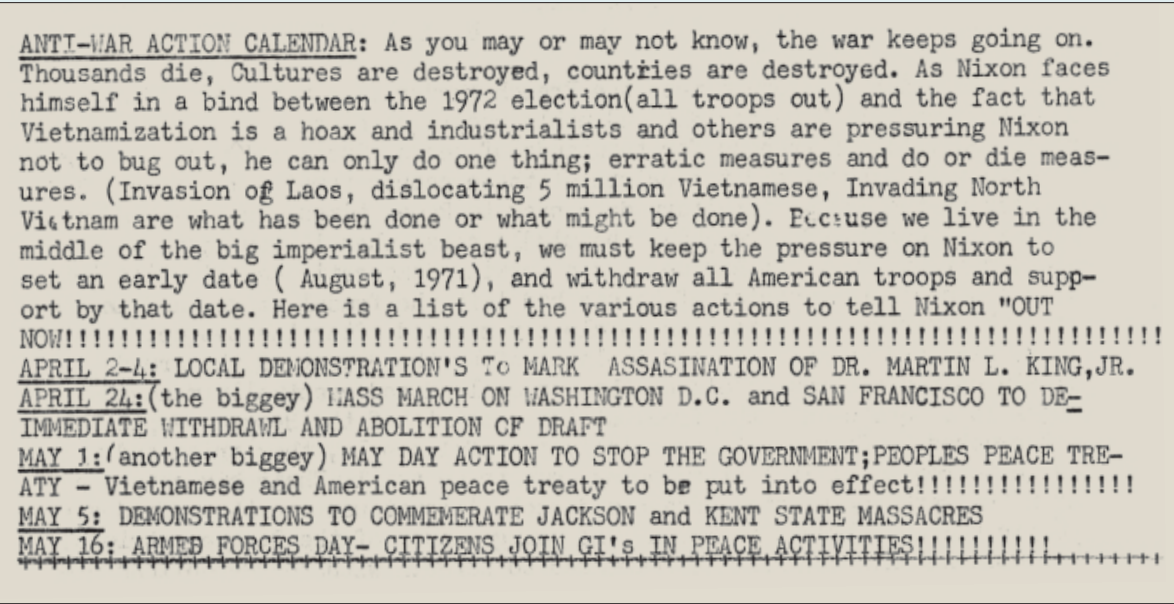 ANTI-WAR ACTION CALENDAR: As you may or may not know, the war keeps going on.
Thousands die, Cultures are destroyed, countries are destroyed. As Nixon faces
himself in a bind between the 1972 election(all troops out) and the fact that
Vietnamization is a hoax and industrialists and others are pressuring Nixon
not to bug out, he can only do one thing; erratic measures and do or die meas-
ures. (Invasion of Laos, dislocating 5 million Vietnamese, Invading North
Vietnam are what has been done or what might be done). Because we live in the
middle of the big imperialist beast, we must keep the pressure on Nixon to
set an early date ( August, 1971), and withdraw all American troops and supp-
ort by that date. Here is a list of the various actions to tell Nixon "OUT
NOW!!!!!!!!!!!!!!!!!!!!!!!!!!!!!!!!!!!!!!!!!!!!!!!!!!!!!!!!!!!!!!!!!!!!!!!!!!!!!
APRIL 2-4: LOCAL DEMONSTRATION'S To MARK ASSASINATION OF DR. MARTIN L. KING,JR.
APRIL 24:(the biggey) MASS MARCH ON WASHINGTON D.C. and SAN FRANCISCO TO DE-
IMMEDIATE WITHDRAWL AND ABOLITION OF DRAFT
MAY 1:(another biggey) MAY DAY ACTION TO STOP THE GOVERNMENT;PEOPLES PEACE TRE-
ATY - Vietnamese and American peace treaty to be put into effect!!!!!!!!!!!!!!!!
MAY 5: DEMONSTRATIONS TO COMMEMERATE JACKSON and KENT STATE MASSACRES
MAY 16: ARMED FORCES DAY- CITIZENS JOIN GI's IN PEACE ACTIVITIES!!!!!!!!!!